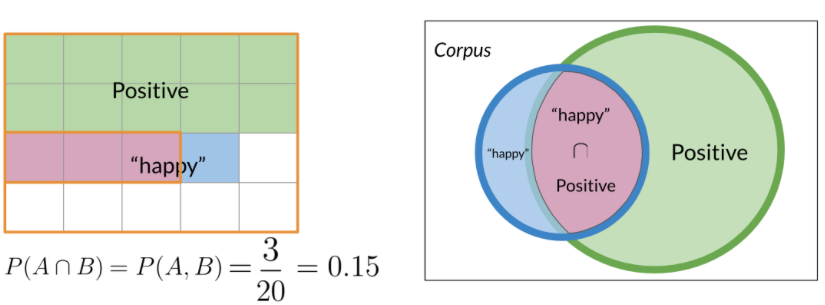 Positive
“happy”
P(A ∩ B) = P(A, B) = 3/20 = 0.15
Corpus
“happy”
∩
Positive
“happy”
Positive